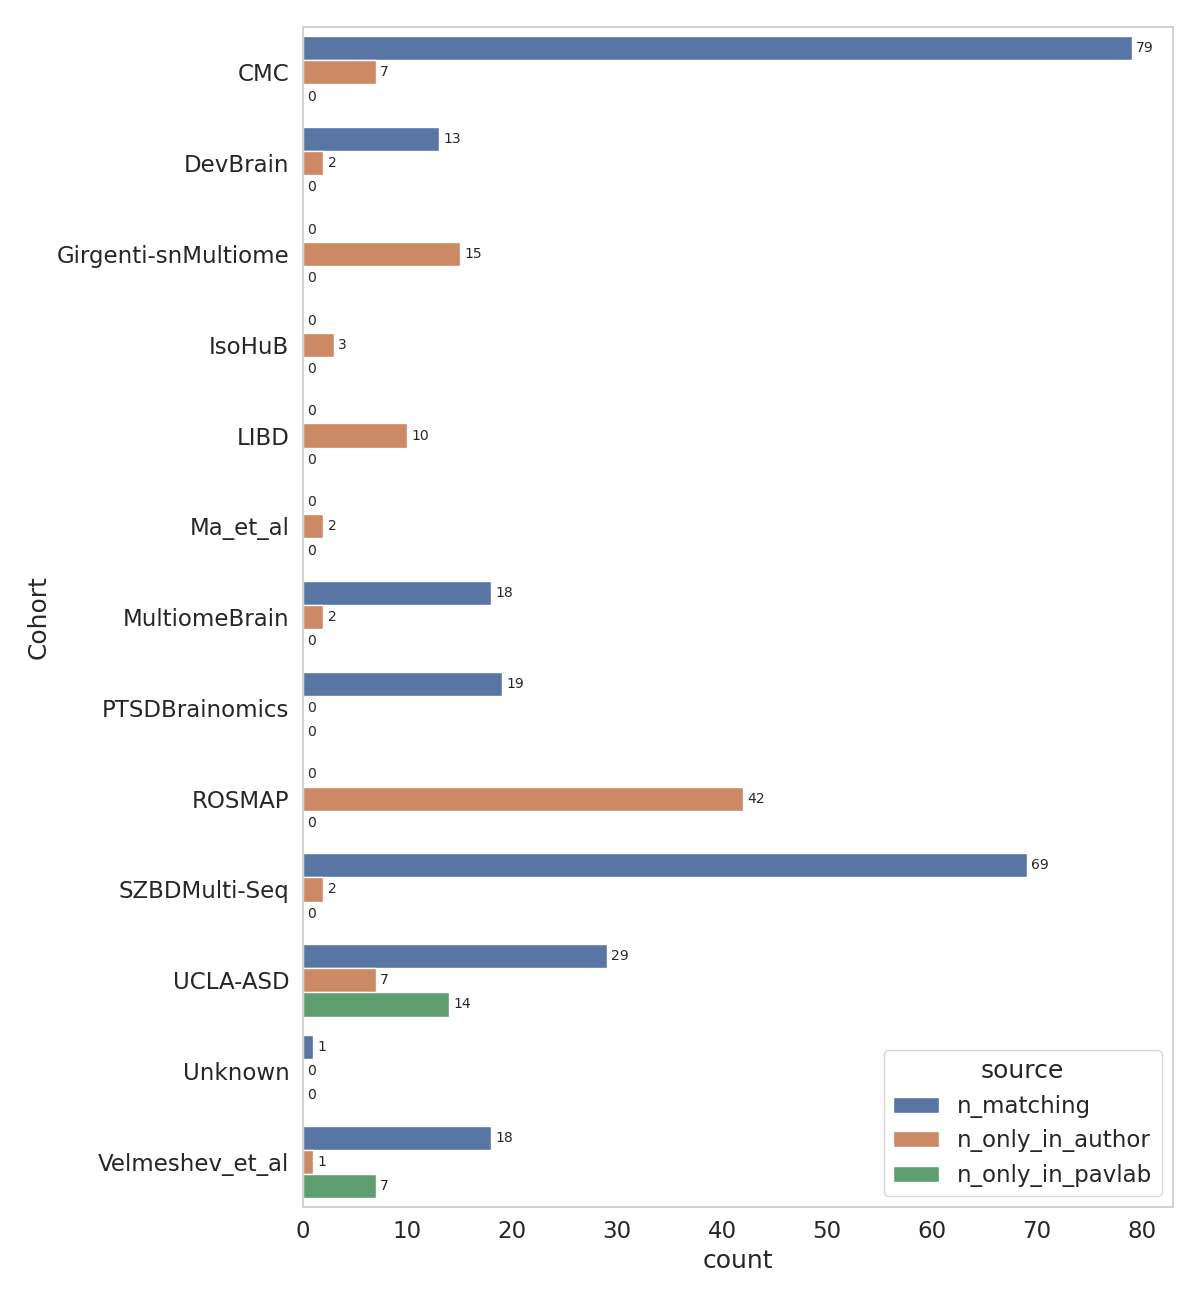 CMC
79
7
0
DevBrain
13
2
0
Girgenti-snMultiome
0
15
0
IsoHuB
0
3
0
LIBD
0
10
0
Ma_et_al
0
2
0
MultiomeBrain
18
2
0
PTSDBrainomics
19
0
0
ROSMAP
0
42
0
SZBDMulti-Seq
69
2
0
UCLA-ASD
29
7
14
Unknown
1
0
0
Velmeshev_et_al
18
1
7
Cohort
source
n_matching
n_only_in_author
n_only_in_pavlab
0 10 20 30 40 50 60 70 80
count